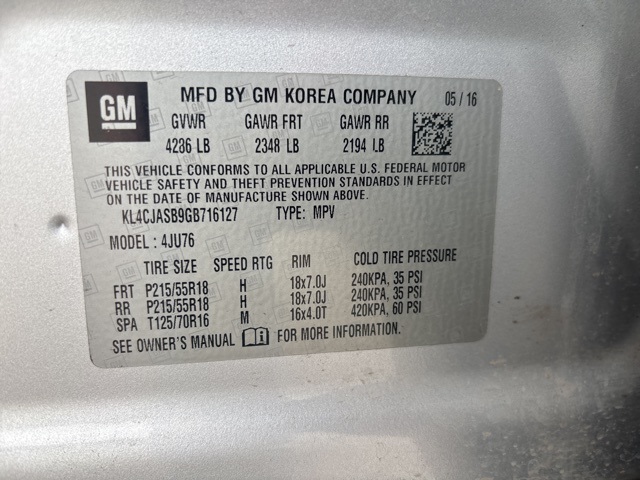 GM MFD BY GM KOREA COMPANY 05 / 16
GVWR GAWR FRT GAWR RR
4286 LB 2348 LB 2194 LB
THIS VEHICLE CONFORMS TO ALL APPLICABLE U.S. FEDERAL MOTOR
VEHICLE SAFETY AND THEFT PREVENTION STANDARDS IN EFFECT
ON THE DATE OF MANUFACTURE SHOWN ABOVE.
KL4CJASB9GB716127 TYPE: MPV
MODEL : 4JU76
TIRE SIZE SPEED RTG RIM COLD TIRE PRESSURE
FRT P215/55R18 H 18x7.0J 240KPA, 35 PSI
RR P215/55R18 H 18x7.0J 240KPA, 35 PSI
SPA T125/70R16 M 16x4.0T 420KPA, 60 PSI
SEE OWNER'S MANUAL FOR MORE INFORMATION.